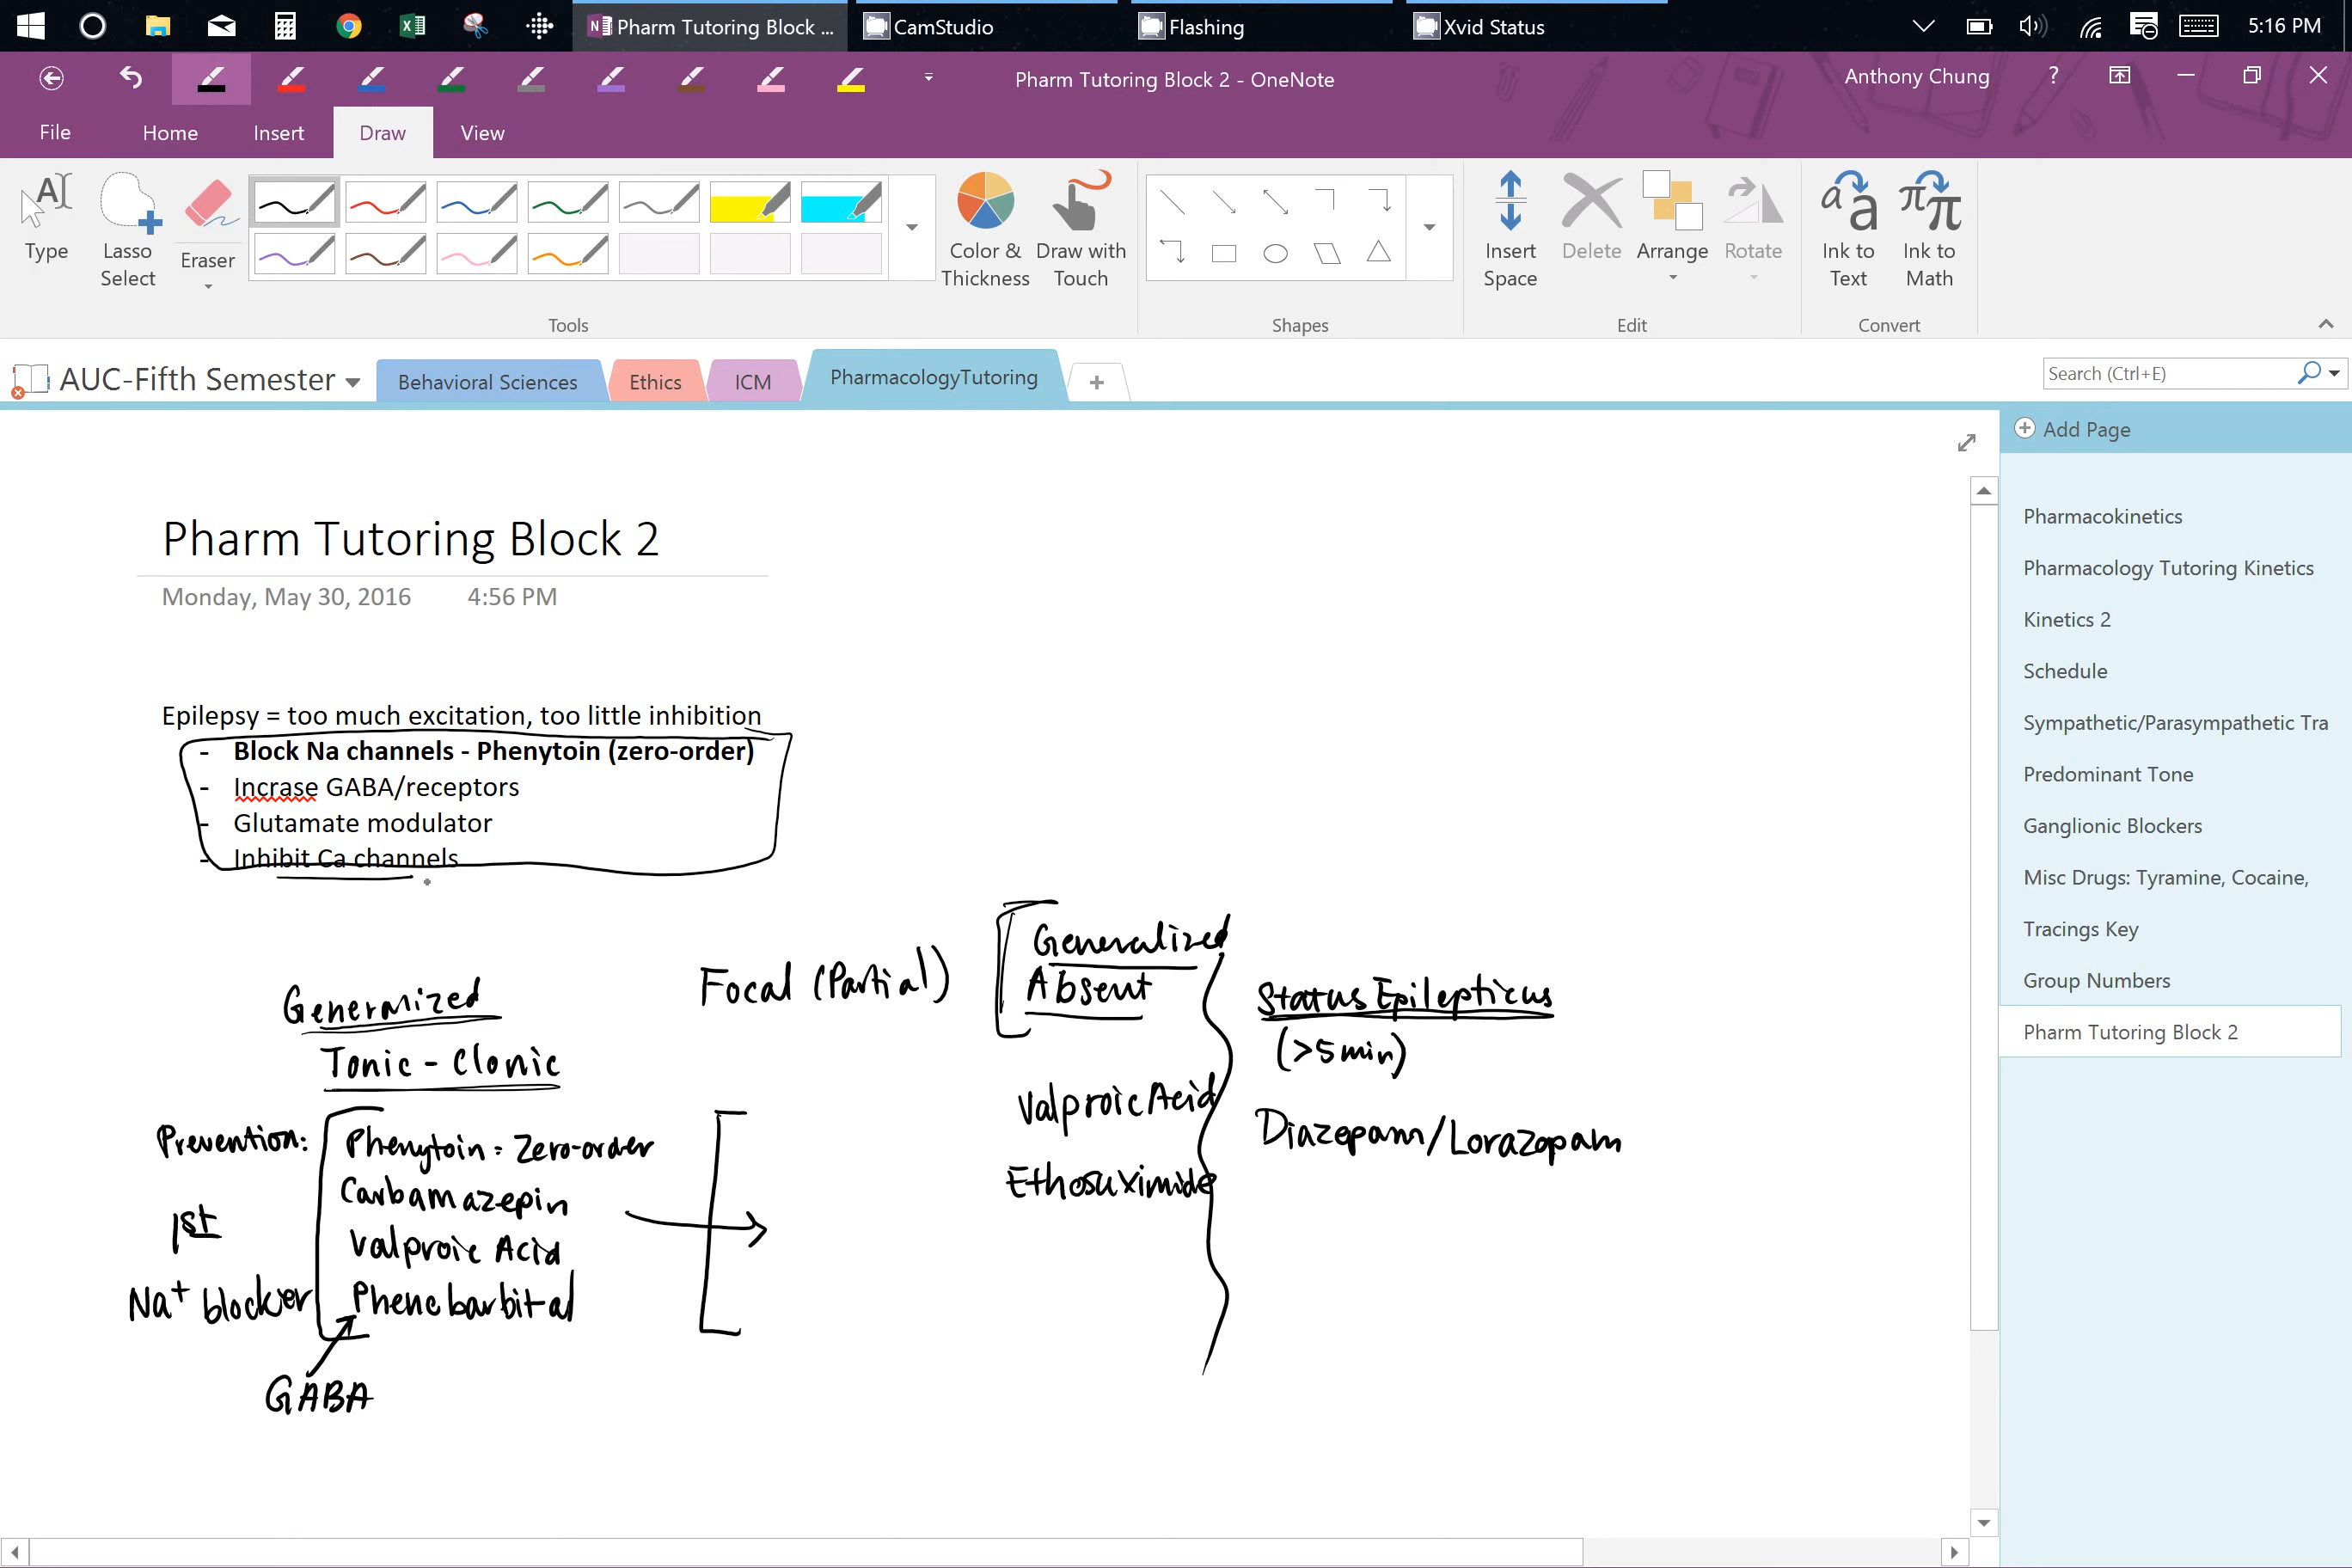 Pharm Tutoring Block ...
CamStudio
Flashing
Xvid Status
5:16 PM
Pharm Tutoring Block 2 - OneNote
Anthony Chung
?
File
Home
Insert
Draw
View
Type
Lasso Select
Eraser
Color & Thickness
Draw with Touch
Insert Space
Delete
Arrange
Rotate
Ink to Text
Ink to Math
Tools
Shapes
Edit
Convert
AUC-Fifth Semester
Behavioral Sciences
Ethics
ICM
PharmacologyTutoring
Search (Ctrl+E)
Add Page
Pharmacokinetics
Pharmacology Tutoring Kinetics
Kinetics 2
Schedule
Sympathetic/Parasympathetic Tra
Predominant Tone
Ganglionic Blockers
Misc Drugs: Tyramine, Cocaine,
Tracings Key
Group Numbers
Pharm Tutoring Block 2
Pharm Tutoring Block 2
Monday, May 30, 2016 4:56 PM
Epilepsy = too much excitation, too little inhibition
- Block Na channels - Phenytoin (zero-order)
- Incrase GABA/receptors
- Glutamate modulator
- Inhibit Ca channels
Generalized
Tonic - Clonic
Prevention:
Phenytoin = Zero-order
Carbamazepin
Valproic Acid
Phenobarbital
1st
Na+ blocker
GABA
Focal (Partial)
Generalized
Absent
Valproic Acid
Ethosuximide
Status Epilepticus
(>5min)
Diazepam/Lorazopam